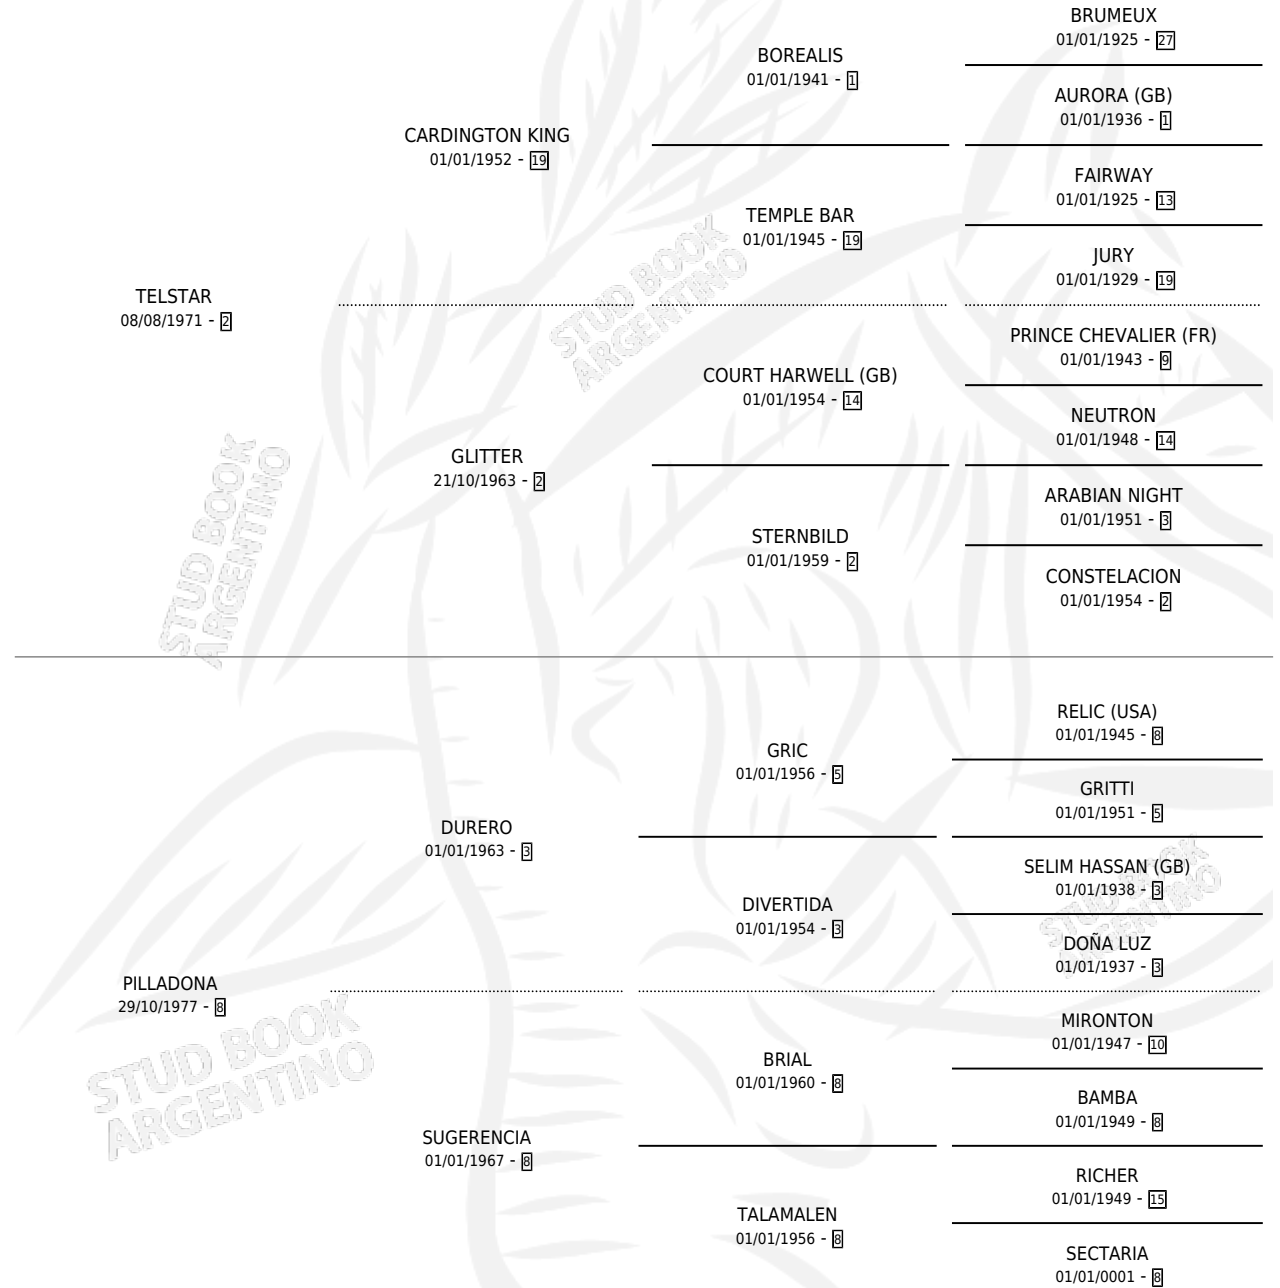 BRUMEUX
01/01/1925 - 27
BOREALIS
01/01/1941 - 1
AURORA (GB)
01/01/1936 - 1
CARDINGTON KING
01/01/1952 - 19
FAIRWAY
01/01/1925 - 13
TEMPLE BAR
01/01/1945 - 19
JURY
01/01/1929 - 19
TELSTAR
08/08/1971 - 2
STUD BOOK
ARGENTINO
PRINCE CHEVALIER (FR)
01/01/1943 - 9
COURT HARWELL (GB)
01/01/1954 - 14
NEUTRON
01/01/1948 - 14
GLITTER
21/10/1963 - 2
ARABIAN NIGHT
01/01/1951 - 3
STERNBILD
01/01/1959 - 2
CONSTELACION
01/01/1954 - 2
STUD BOOK
ARGENTINO
RELIC (USA)
01/01/1945 - 8
GRIC
01/01/1956 - 5
GRITTI
01/01/1951 - 5
DURERO
01/01/1963 - 3
SELIM HASSAN (GB)
01/01/1938 - 3
DIVERTIDA
01/01/1954 - 3
DOÑA LUZ
01/01/1937 - 3
STUD BOOK
ARGENTINO
PILLADONA
29/10/1977 - 8
MIRONTON
01/01/1947 - 10
BRIAL
01/01/1960 - 8
BAMBA
01/01/1949 - 8
STUD BOOK
ARGENTINO
SUGERENCIA
01/01/1967 - 8
RICHER
01/01/1949 - 15
TALAMALEN
01/01/1956 - 8
SECTARIA
01/01/0001 - 8